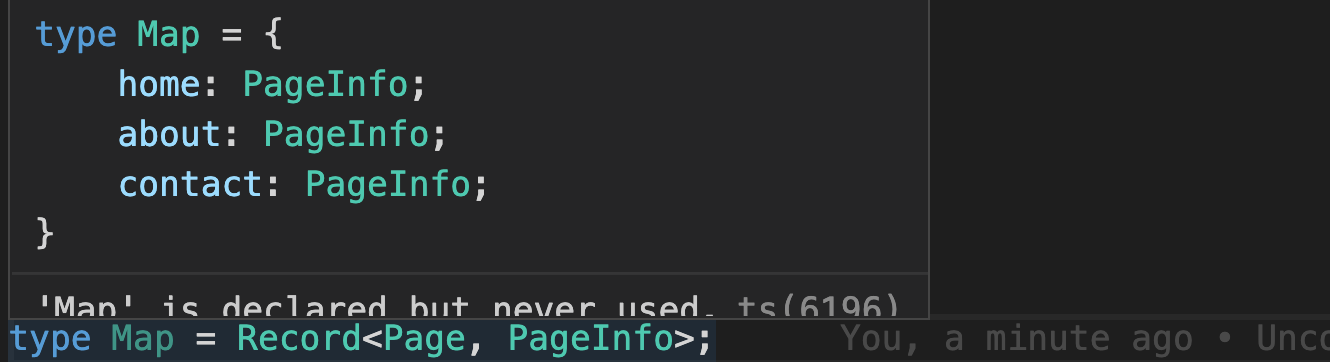 type Map = {
    home: PageInfo;
    about: PageInfo;
    contact: PageInfo;
}
'Map' is declared but never used. ts(6196)
type Map = Record<Page, PageInfo>; You, a minute ago •